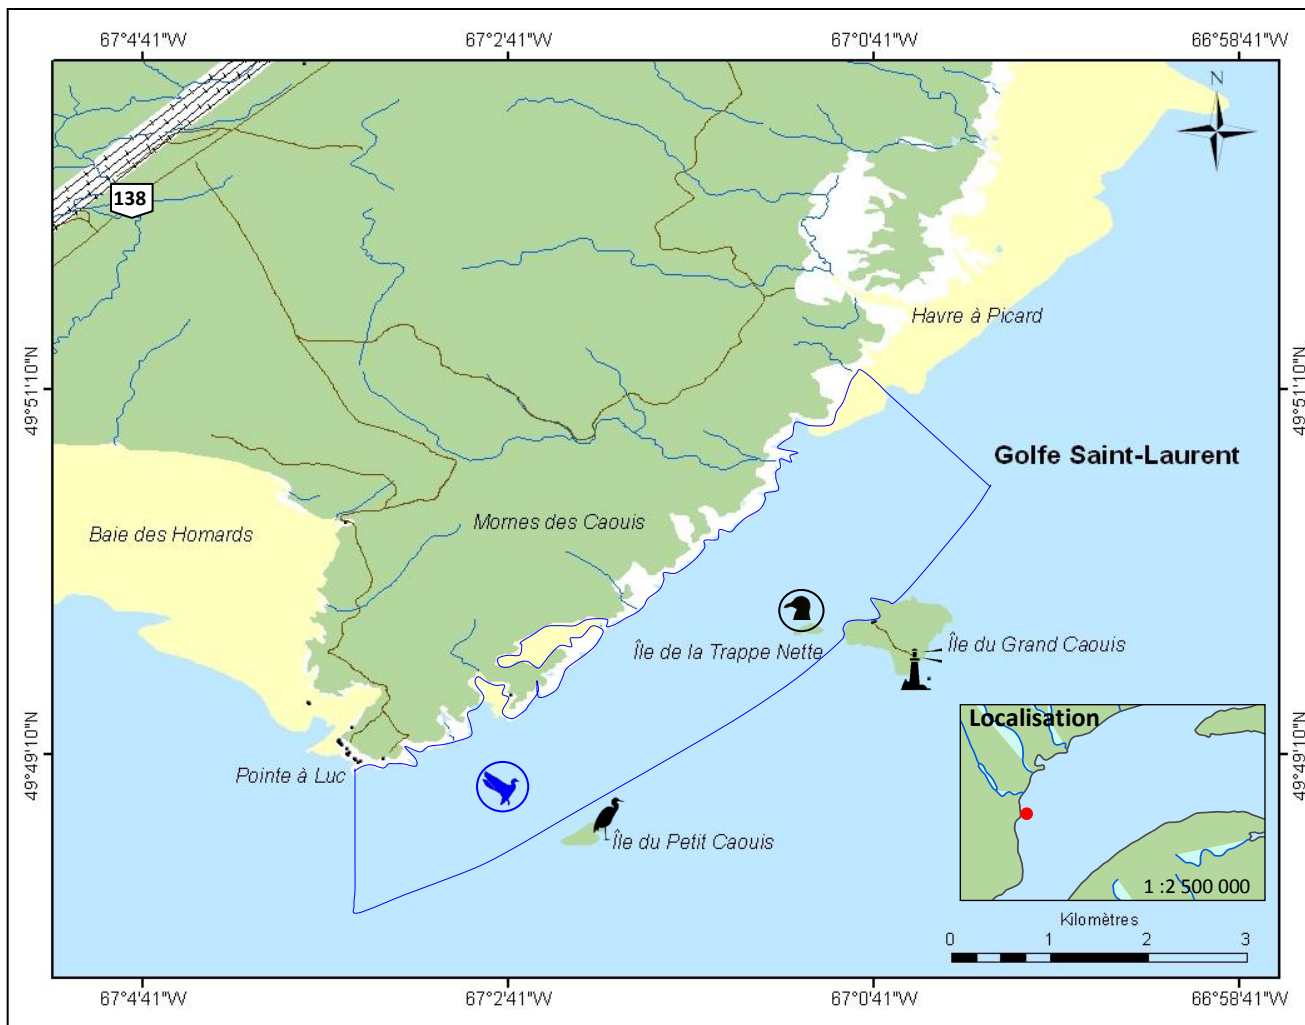 67°4'41"W
67°2'41"W
67°0'41"W
66°58'41"W
N
138
Havre à Picard
49°51'10"N
49°51'10"N
Golfe Saint-Laurent
Baie des Homards
Mornes des Caouis
Île de la Trappe Nette
Île du Grand Caouis
Localisation
49°49'10"N
49°49'10"N
Pointe à Luc
Île du Petit Caouis
1 :2 500 000
Kilomètres
0 1 2 3
67°4'41"W
67°2'41"W
67°0'41"W
66°58'41"W